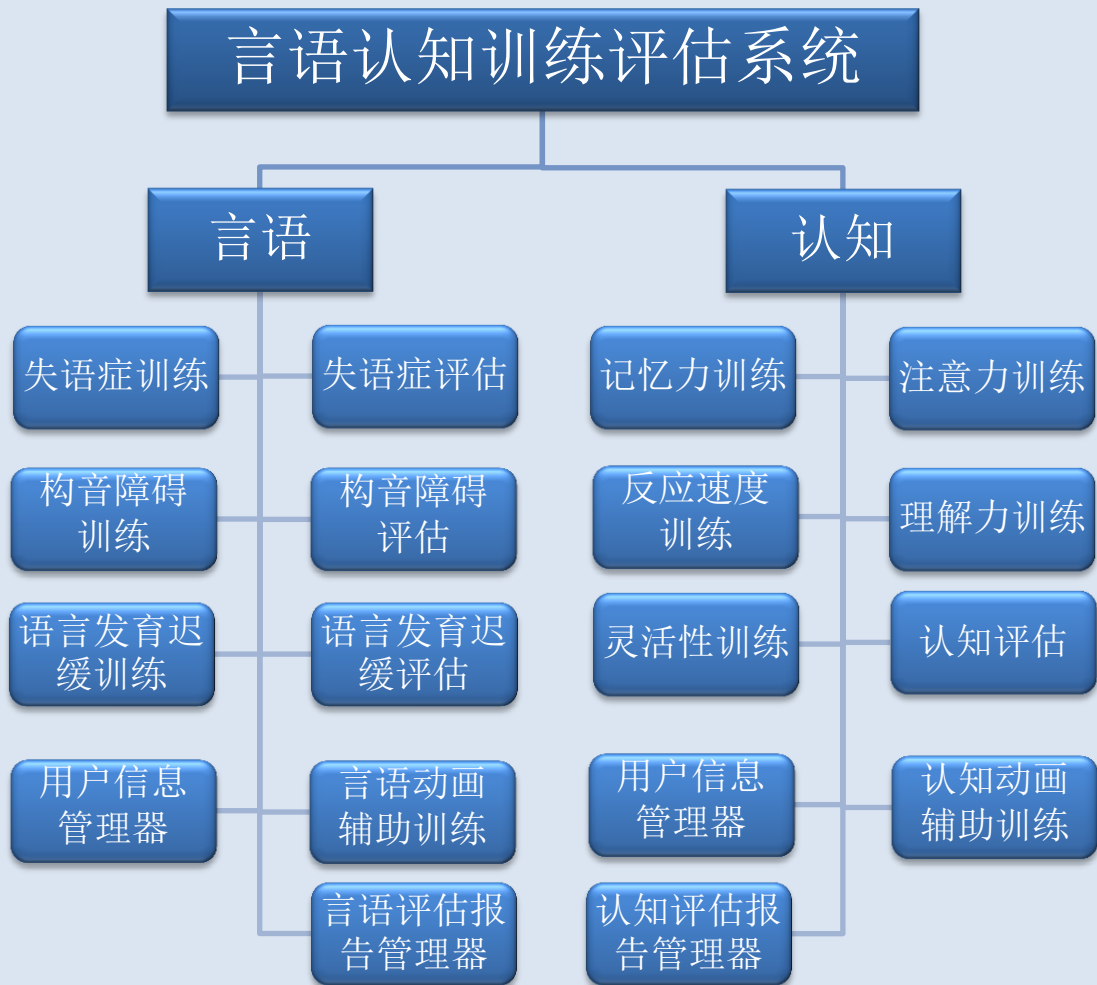 言语认知训练评估系统
言语
认知
失语症训练
失语症评估
记忆力训练
注意力训练
构音障碍
训练
构音障碍
评估
反应速度
训练
理解力训练
语言发育迟
缓训练
语言发育迟
缓评估
灵活性训练
认知评估
用户信息
管理器
言语动画
辅助训练
用户信息
管理器
认知动画
辅助训练
言语评估报
告管理器
认知评估报
告管理器